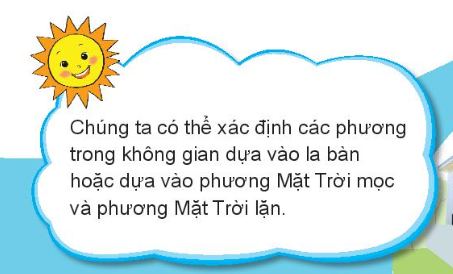 Chúng ta có thể xác định các phương
trong không gian dựa vào la bàn
hoặc dựa vào phương Mặt Trời mọc
và phương Mặt Trời lặn.